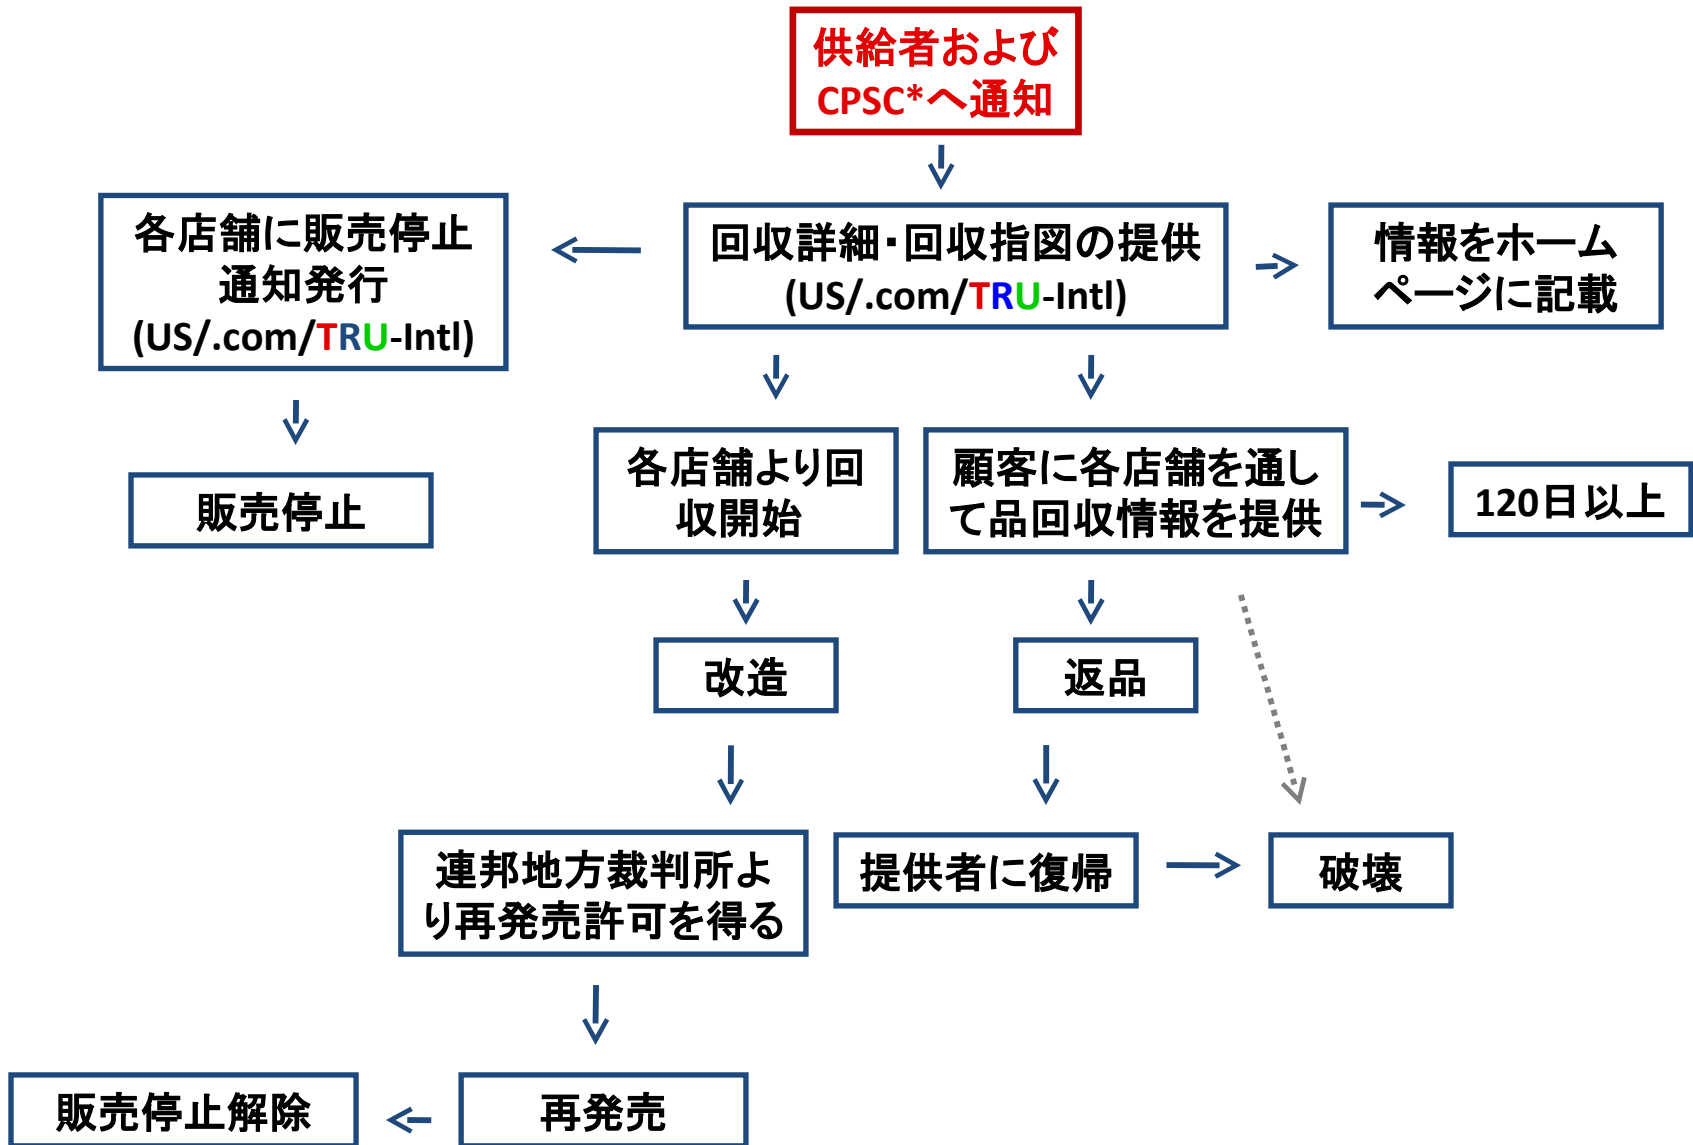 供給者および
CPSC*へ通知
各店舗に販売停止
通知発行
(US/.com/TRU-Intl)
回収詳細・回収指図の提供
(US/.com/TRU-Intl)
情報をホーム
ページに記載
販売停止
各店舗より回
収開始
顧客に各店舗を通し
て品回収情報を提供
120日以上
改造
返品
連邦地方裁判所よ
り再発売許可を得る
提供者に復帰
破壊
販売停止解除
再発売